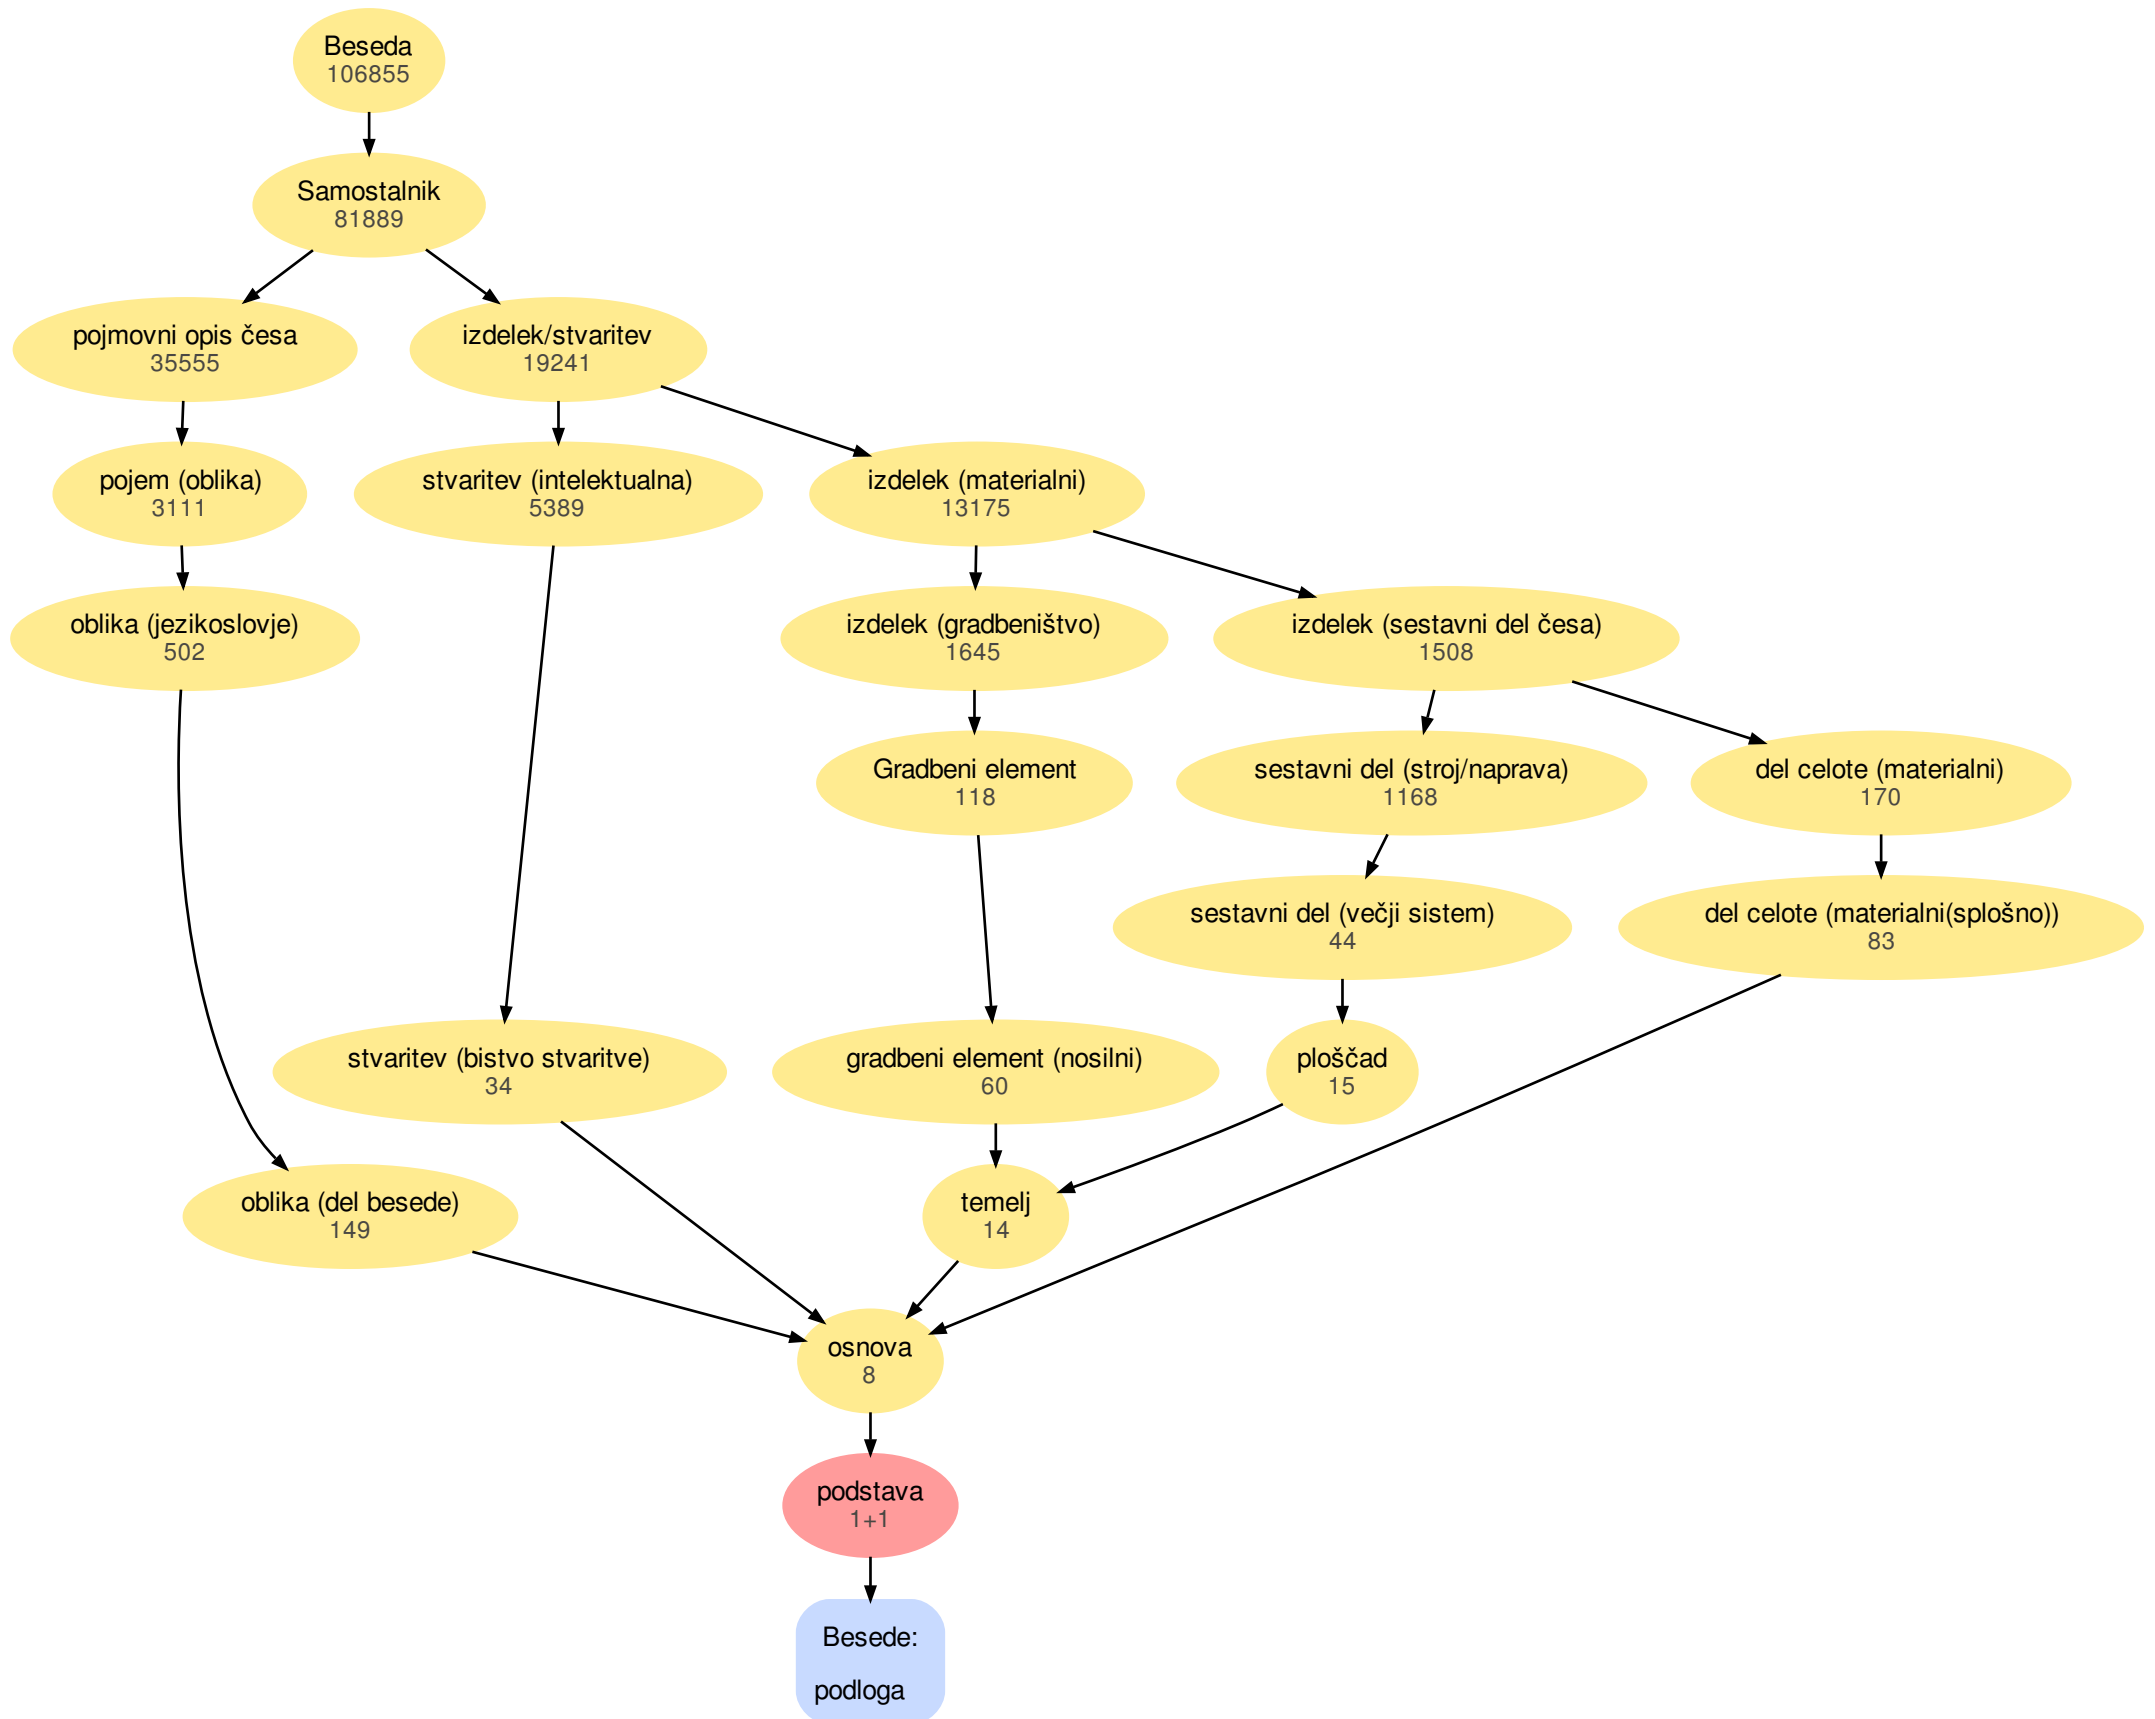 Beseda
106855
Samostalnik
81889
pojmovni opis česa
35555
izdelek/stvaritev
19241
pojem (oblika)
3111
stvaritev (intelektualna)
5389
izdelek (materialni)
13175
oblika (jezikoslovje)
502
izdelek (gradbeništvo)
1645
izdelek (sestavni del česa)
1508
Gradbeni element
118
sestavni del (stroj/naprava)
1168
del celote (materialni)
170
sestavni del (večji sistem)
44
del celote (materialni(splošno))
83
stvaritev (bistvo stvaritve)
34
gradbeni element (nosilni)
60
ploščad
15
oblika (del besede)
149
temelj
14
osnova
8
podstava
1+1
Besede:
podloga